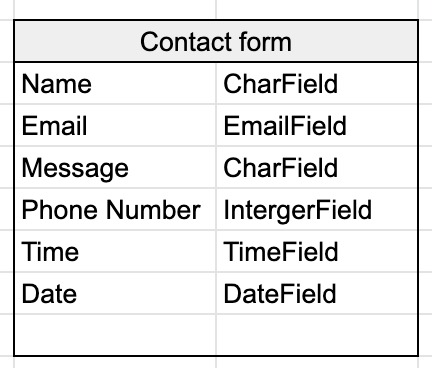 Contact form
Name CharField
Email EmailField
Message CharField
Phone Number IntergerField
Time TimeField
Date DateField